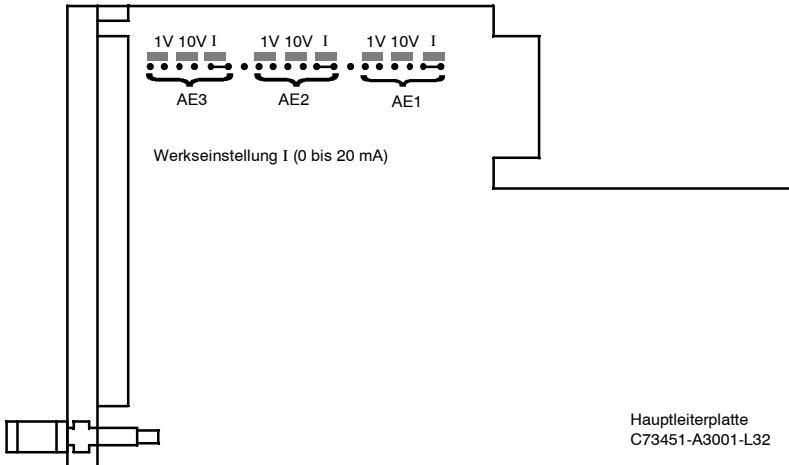 1V 10V I 1V 10V I 1V 10V I
AE3 AE2 AE1
Werkseinstellung I (0 bis 20 mA)
Hauptleiterplatte
C73451-A3001-L32